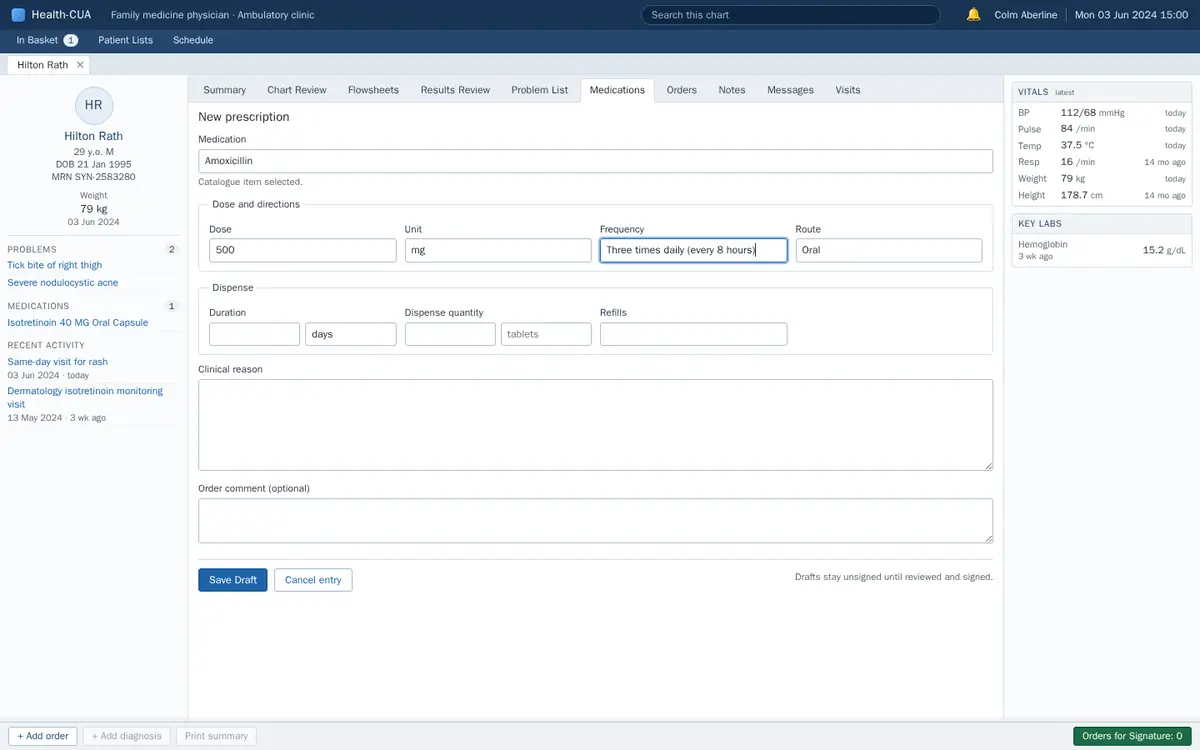 Health-CUA
Family medicine physician · Ambulatory clinic
Search this chart
Colm Aberline
Mon 03 Jun 2024 15:00
In Basket 1
Patient Lists
Schedule
Hilton Rath
HR
Hilton Rath
29 y.o. M
DOB 21 Jan 1995
MRN SYN-2583280
Weight
79 kg
03 Jun 2024
PROBLEMS 2
Tick bite of right thigh
Severe nodulocystic acne
MEDICATIONS 1
Isotretinoin 40 MG Oral Capsule
RECENT ACTIVITY
Same-day visit for rash
03 Jun 2024 · today
Dermatology isotretinoin monitoring
visit
13 May 2024 · 3 wk ago
Summary
Chart Review
Flowsheets
Results Review
Problem List
Medications
Orders
Notes
Messages
Visits
New prescription
Medication
Amoxicillin
Catalogue item selected.
Dose and directions
Dose
Unit
Frequency
Route
500
mg
Three times daily (every 8 hours)
Oral
Dispense
Duration
Dispense quantity
Refills
days
tablets
Clinical reason
Order comment (optional)
Save Draft
Cancel entry
Drafts stay unsigned until reviewed and signed.
VITALS latest
BP 112/68 mmHg today
Pulse 84 /min today
Temp 37.5 °C today
Resp 16 /min 14 mo ago
Weight 79 kg today
Height 178.7 cm 14 mo ago
KEY LABS
Hemoglobin
3 wk ago
15.2 g/dL
+ Add order
+ Add diagnosis
Print summary
Orders for Signature: 0